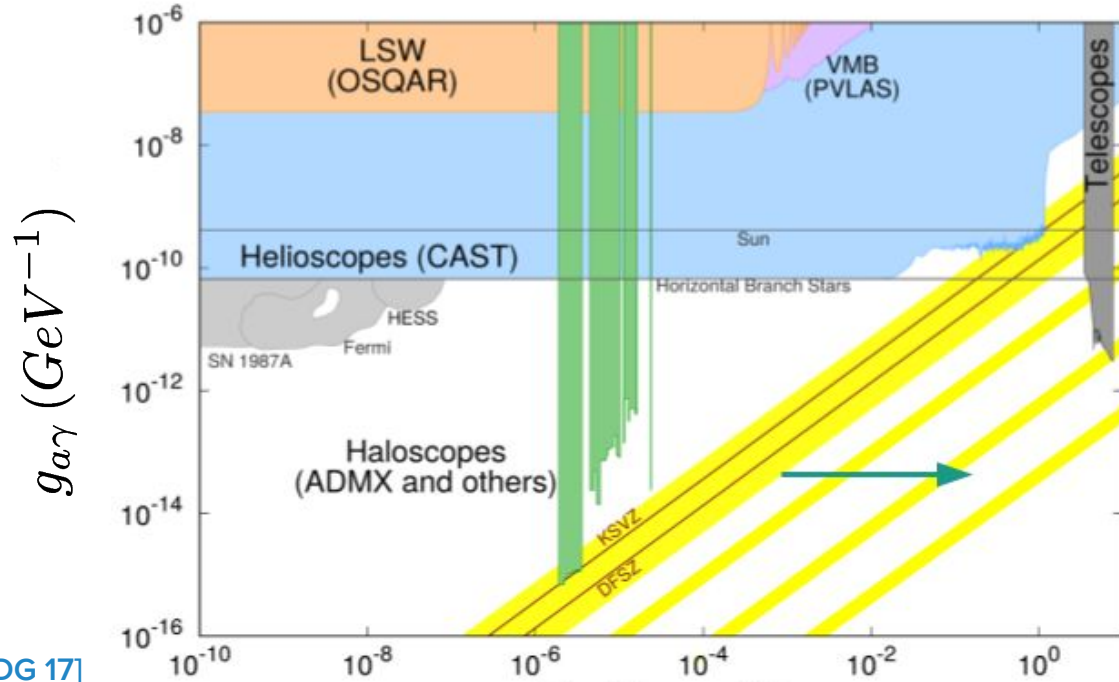 10^-6
10^-8
10^-10
10^-12
10^-14
10^-16
g_{aγ} (GeV^{-1})
LSW
(OSQAR)
VMB
(PVLAS)
Telescopes
Sun
Helioscopes (CAST)
Horizontal Branch Stars
HESS
Fermi
SN 1987A
Haloscopes
(ADMX and others)
KSVZ
DFSZ
10^-10
10^-8
10^-6
10^-4
10^-2
10^0
17]